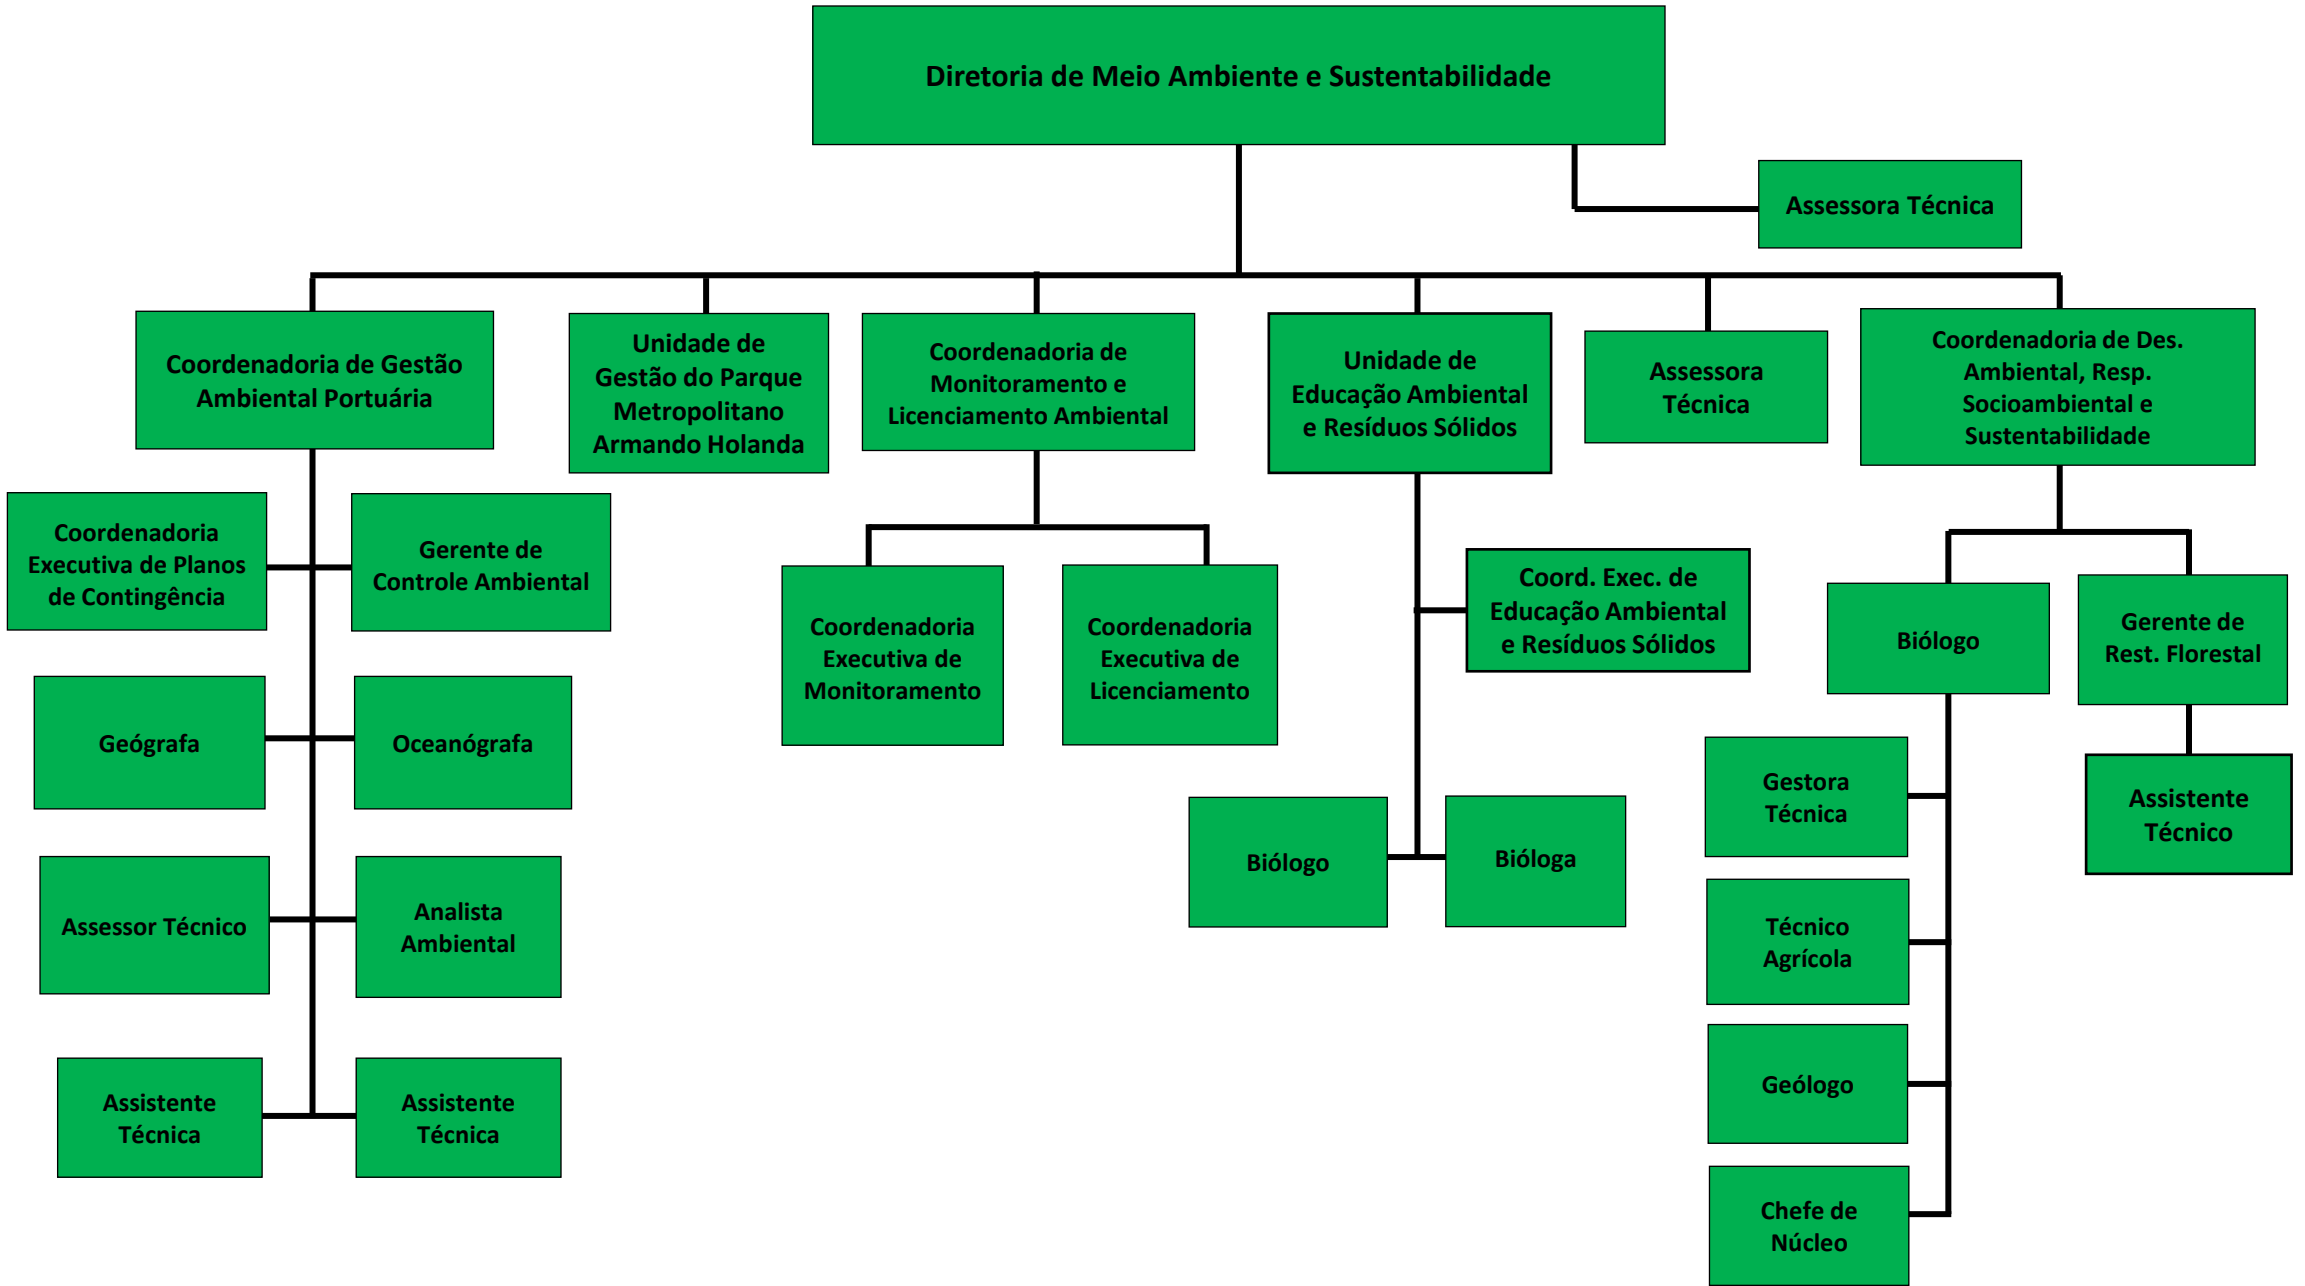 Diretoria de Meio Ambiente e Sustentabilidade
Assessora Técnica
Coordenadoria de Gestão
Ambiental Portuária
Unidade de
Gestão do Parque
Metropolitano
Armando Holanda
Coordenadoria de
Monitoramento e
Licenciamento Ambiental
Unidade de
Educação Ambiental
e Resíduos Sólidos
Assessora
Técnica
Coordenadoria de Des.
Ambiental, Resp.
Socioambiental e
Sustentabilidade
Coordenadoria
Executiva de Planos
de Contingência
Gerente de
Controle Ambiental
Coordenadoria
Executiva de
Monitoramento
Coordenadoria
Executiva de
Licenciamento
Coord. Exec. de
Educação Ambiental
e Resíduos Sólidos
Biólogo
Gerente de
Rest. Florestal
Geógrafa
Oceanógrafa
Gestora
Técnica
Assistente
Técnico
Biólogo
Bióloga
Assessor Técnico
Analista
Ambiental
Técnico
Agrícola
Geólogo
Assistente
Técnica
Assistente
Técnica
Chefe de
Núcleo